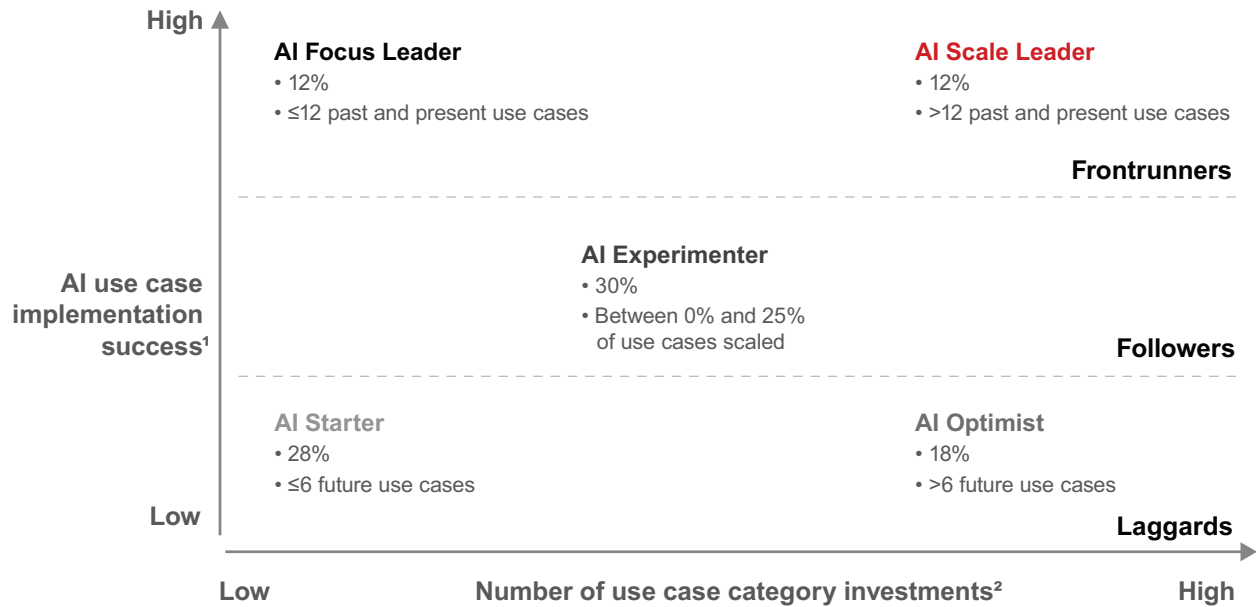 High
AI Focus Leader
• 12%
• ≤12 past and present use cases
AI Scale Leader
• 12%
• >12 past and present use cases
Frontrunners
AI use case
implementation
success¹
AI Experimenter
• 30%
• Between 0% and 25%
of use cases scaled
Followers
AI Starter
• 28%
• ≤6 future use cases
AI Optimist
• 18%
• >6 future use cases
Low
Laggards
Low
Number of use case category investments²
High